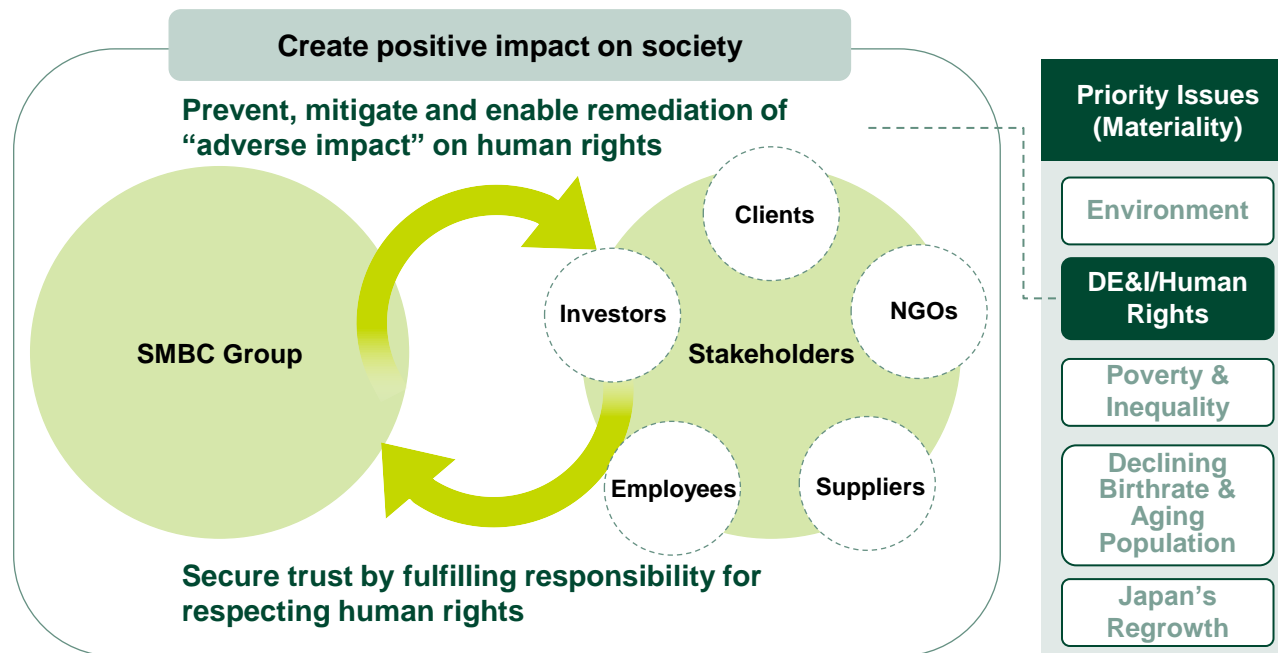 Create positive impact on society
Prevent, mitigate and enable remediation of
“adverse impact” on human rights
SMBC Group
Clients
Investors
NGOs
Stakeholders
Employees
Suppliers
Secure trust by fulfilling responsibility for
respecting human rights
Priority Issues
(Materiality)
Environment
DE&I/Human
Rights
Poverty &
Inequality
Declining
Birthrate &
Aging
Population
Japan’s
Regrowth